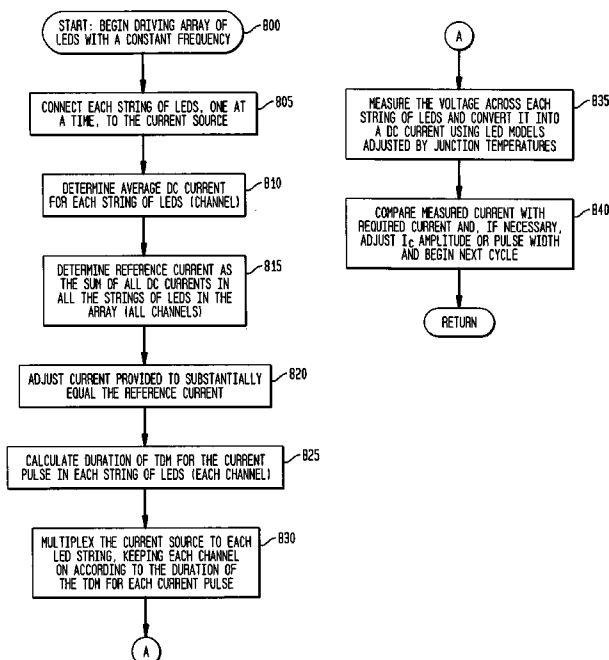 START: BEGIN DRIVING ARRAY OF
LEDS WITH A CONSTANT FREQUENCY
800
CONNECT EACH STRING OF LEDS, ONE AT
A TIME, TO THE CURRENT SOURCE
805
DETERMINE AVERAGE DC CURRENT
FOR EACH STRING OF LEDS (CHANNEL)
810
DETERMINE REFERENCE CURRENT AS
THE SUM OF ALL DC CURRENTS IN
ALL THE STRINGS OF LEDS IN THE
ARRAY (ALL CHANNELS)
815
ADJUST CURRENT PROVIDED TO SUBSTANTIALLY
EQUAL THE REFERENCE CURRENT
820
CALCULATE DURATION OF TDM FOR THE CURRENT
PULSE IN EACH STRING OF LEDS (EACH CHANNEL)
825
MULTIPLEX THE CURRENT SOURCE TO EACH
LED STRING, KEEPING EACH CHANNEL
ON ACCORDING TO THE DURATION OF
THE TDM FOR EACH CURRENT PULSE
830
A
A
MEASURE THE VOLTAGE ACROSS EACH
STRING OF LEDS AND CONVERT IT INTO
A DC CURRENT USING LED MODELS
ADJUSTED BY JUNCTION TEMPERATURES
835
COMPARE MEASURED CURRENT WITH
REQUIRED CURRENT AND, IF NECESSARY,
ADJUST Ic AMPLITUDE OR PULSE WIDTH
AND BEGIN NEXT CYCLE
840
RETURN